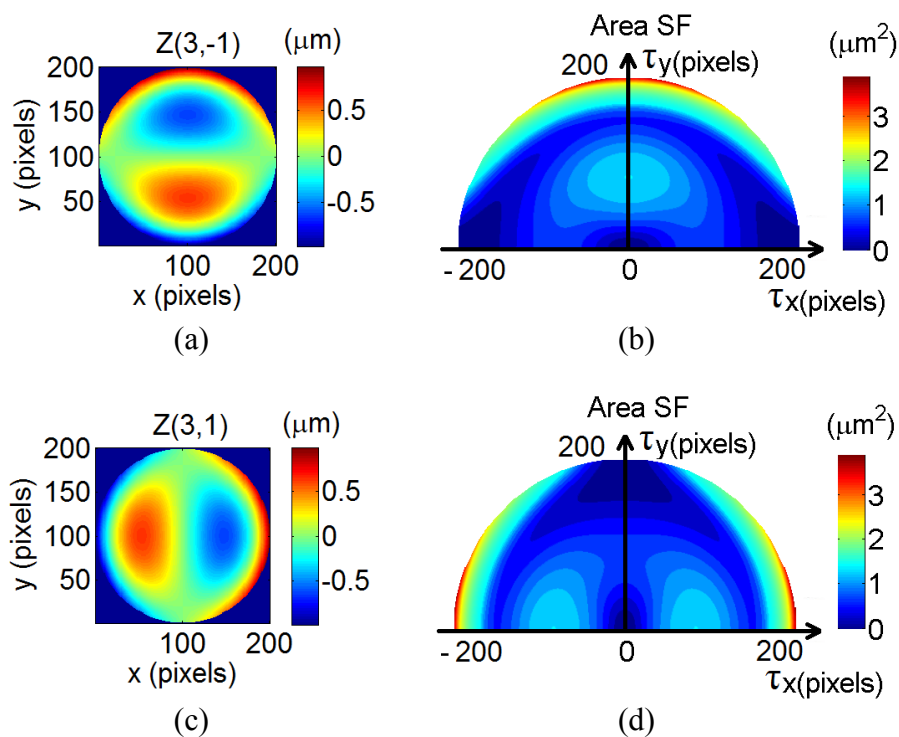 Z(3,-1)
(μm)
200
150
100
50
100
200
y (pixels)
x (pixels)
0.5
0
-0.5
(a)
Area SF
200
τy(pixels)
(μm²)
3
2
1
0
-200
0
200
τx(pixels)
(b)
Z(3,1)
(μm)
200
150
100
50
100
200
y (pixels)
x (pixels)
0.5
0
-0.5
(c)
Area SF
200
τy(pixels)
(μm²)
3
2
1
0
-200
0
200
τx(pixels)
(d)